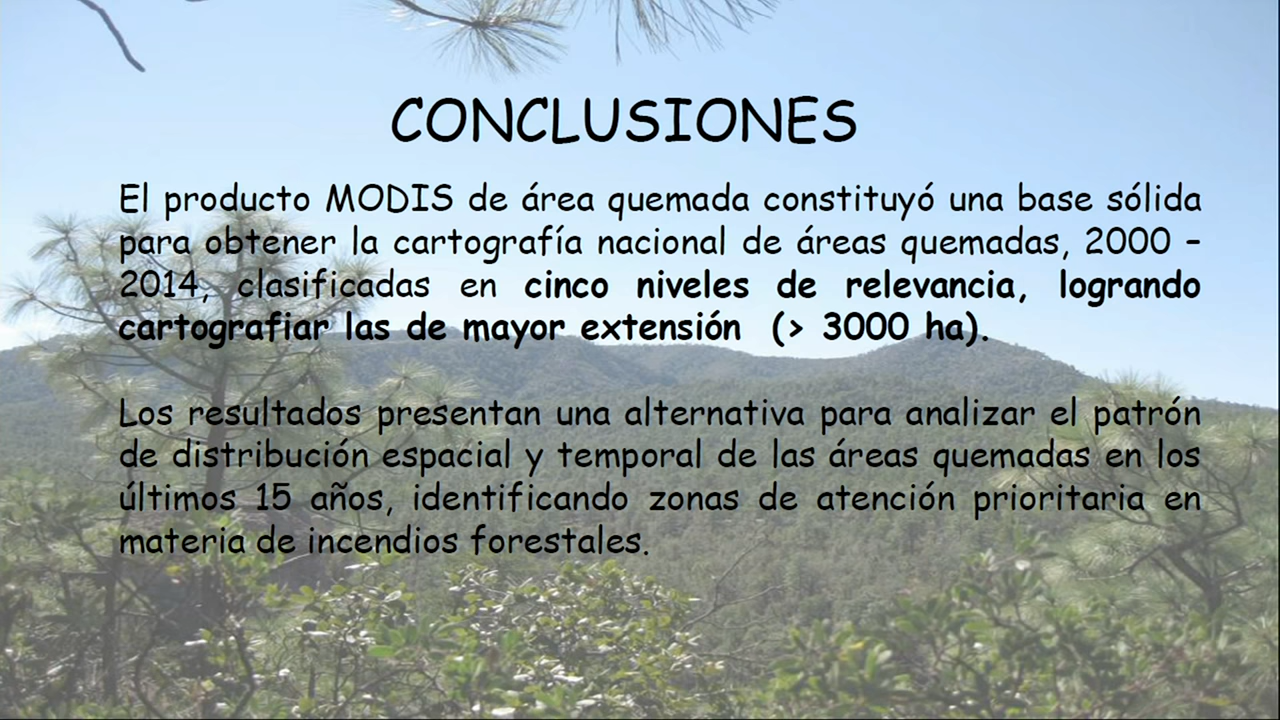 CONCLUSIONES
El producto MODIS de área quemada constituyó una base sólida
para obtener la cartografía nacional de áreas quemadas, 2000 –
2014, clasificadas en cinco niveles de relevancia, logrando
cartografiar las de mayor extensión (> 3000 ha).
Los resultados presentan una alternativa para analizar el patrón
de distribución espacial y temporal de las áreas quemadas en los
últimos 15 años, identificando zonas de atención prioritaria en
materia de incendios forestales.